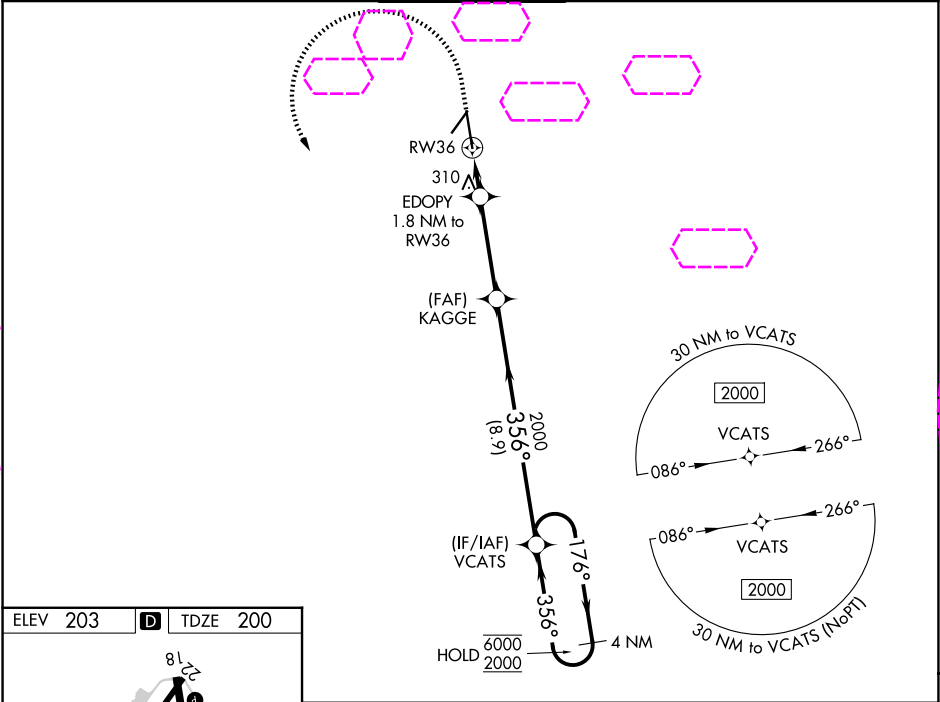 RW36
310
EDOPY
1.8 NM to
RW36
(FAF)
KAGGE
30 NM to VCATS
2000
VCATS
086°
266°
2000
356°
(8.9)
086°
266°
VCATS
2000
30 NM to VCATS (NoPT)
(IF/IAF)
VCATS
176°
356°
HOLD
6000
2000
4 NM
ELEV 203
D
TDZE 200
2218